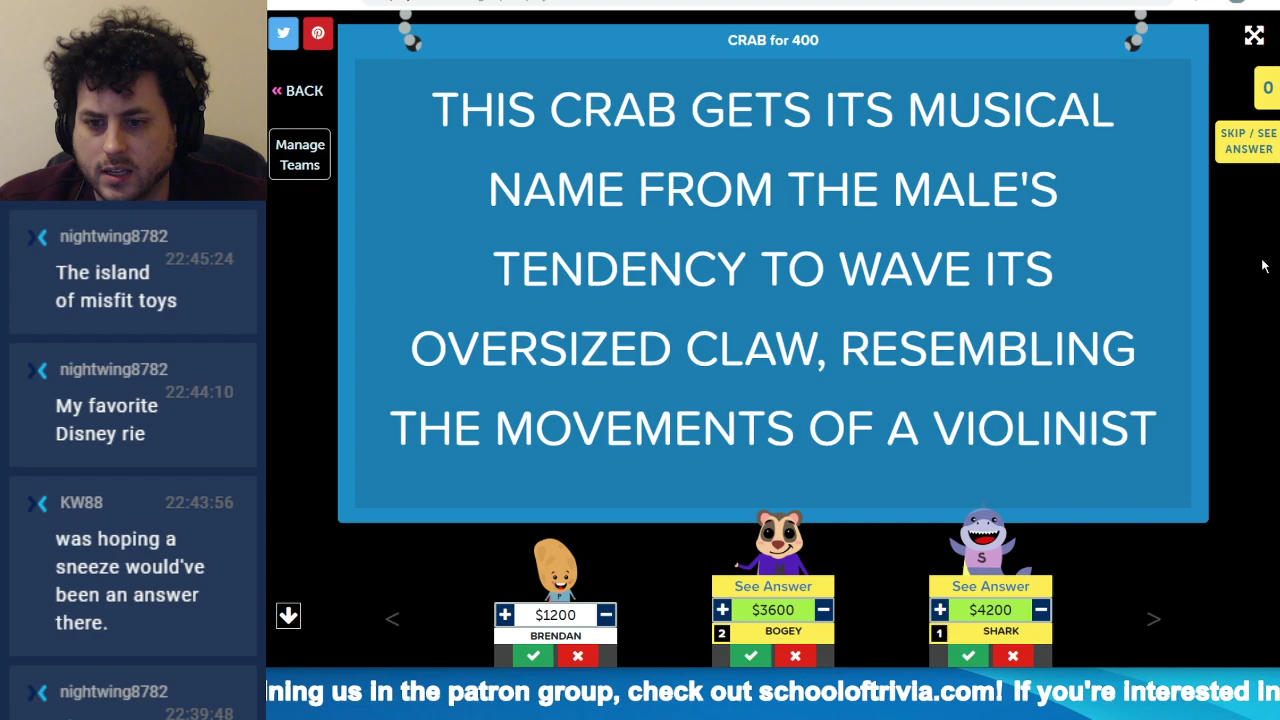 CRAB for 400
« BACK
Manage
Teams
0
SKIP / SEE
ANSWER
THIS CRAB GETS ITS MUSICAL
NAME FROM THE MALE'S
TENDENCY TO WAVE ITS
OVERSIZED CLAW, RESEMBLING
THE MOVEMENTS OF A VIOLINIST
nightwing8782
22:45:24
The island
of misfit toys
nightwing8782
22:44:10
My favorite
Disney rie
KW88 22:43:56
was hoping a
sneeze would've
been an answer
there.
nightwing8782
22:39:48
P
S
See Answer
See Answer
+ $1200 −
+ $3600 −
+ $4200 −
BRENDAN
2 BOGEY
1 SHARK
ning us in the patron group, check out schooloftrivia.com! If you're interested in